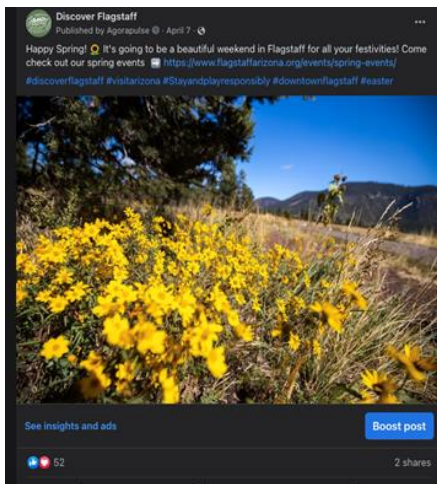 Discover Flagstaff
Published by Agorapulse · April 7 ·
Happy Spring! It's going to be a beautiful weekend in Flagstaff for all your festivities! Come
check out our spring events ➡️ https://www.flagstaffarizona.org/events/spring-events/
#discoverflagstaff #visitarizona #Stayandplayresponsibly #downtownflagstaff #easter
See insights and ads
Boost post
52
2 shares